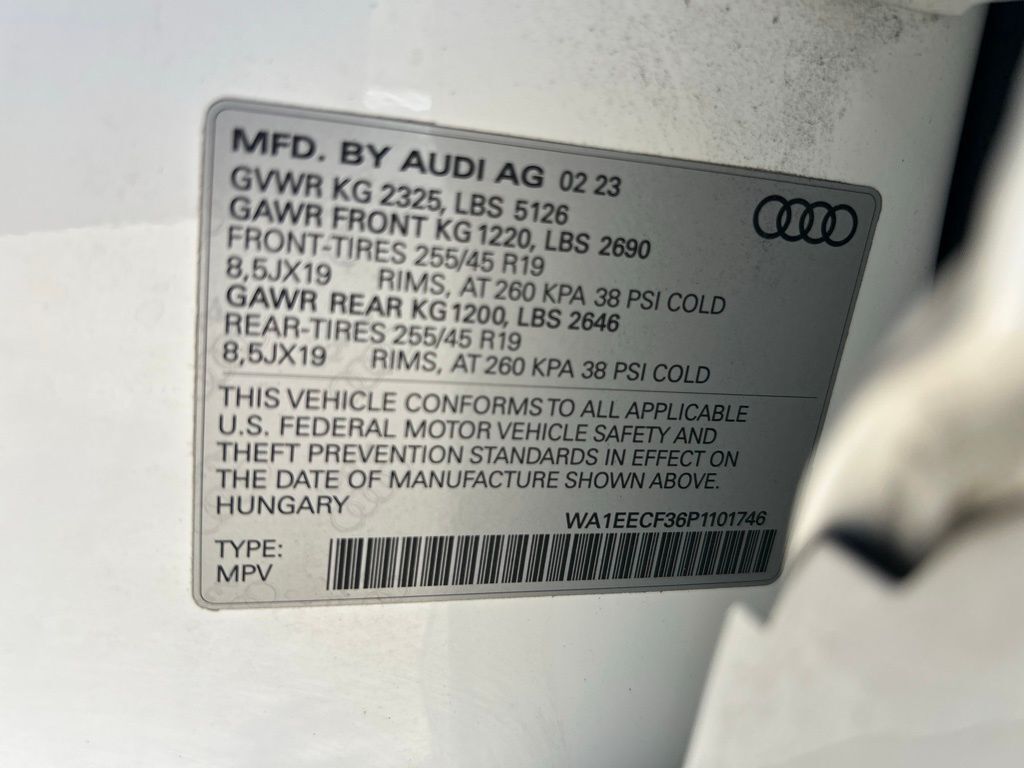 MFD. BY AUDI AG 02 23
GVWR KG 2325, LBS 5126
GAWR FRONT KG 1220, LBS 2690
FRONT-TIRES 255/45 R19
8,5JX19 RIMS, AT 260 KPA 38 PSI COLD
GAWR REAR KG 1200, LBS 2646
REAR-TIRES 255/45 R19
8,5JX19 RIMS, AT 260 KPA 38 PSI COLD
THIS VEHICLE CONFORMS TO ALL APPLICABLE
U.S. FEDERAL MOTOR VEHICLE SAFETY AND
THEFT PREVENTION STANDARDS IN EFFECT ON
THE DATE OF MANUFACTURE SHOWN ABOVE.
HUNGARY
WA1EECF36P1101746
TYPE:
MPV